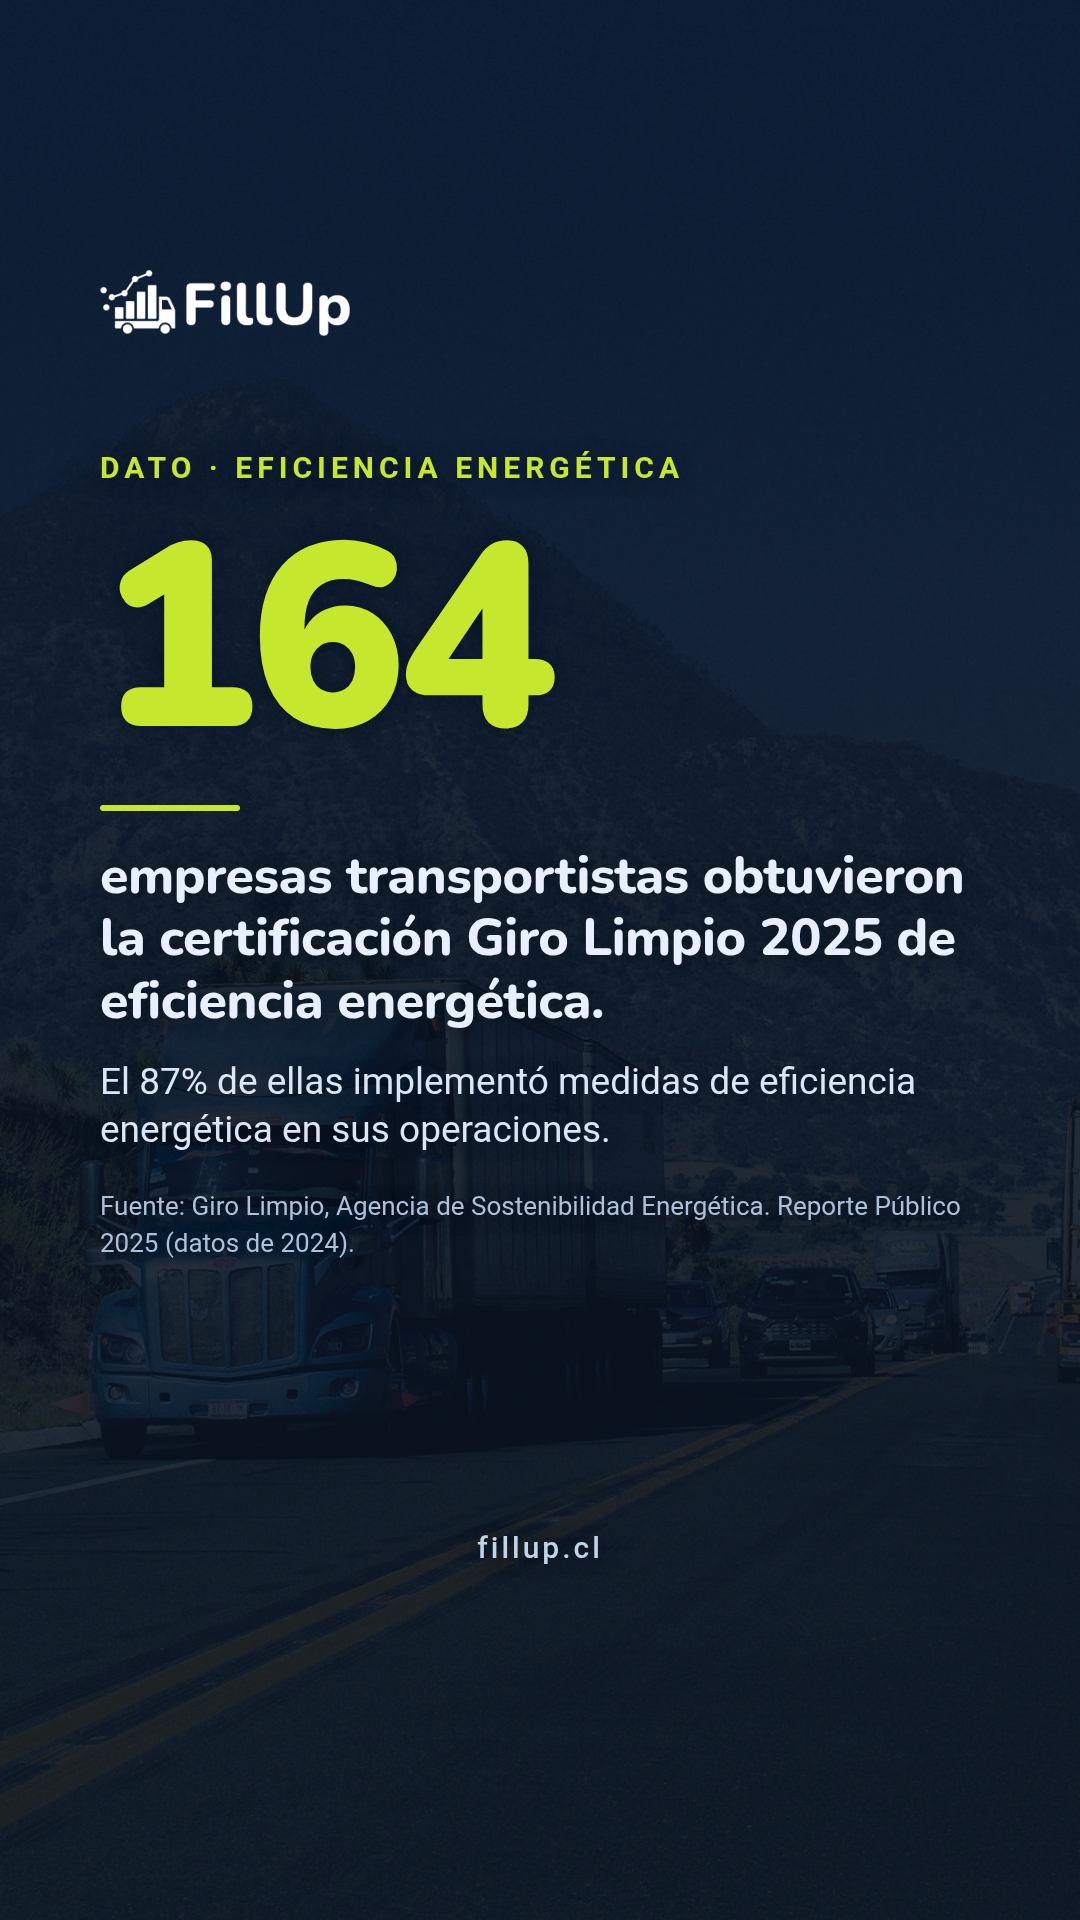 FillUp
DATO · EFICIENCIA ENERGÉTICA
164
empresas transportistas obtuvieron
la certificación Giro Limpio 2025 de
eficiencia energética.
El 87% de ellas implementó medidas de eficiencia
energética en sus operaciones.
Fuente: Giro Limpio, Agencia de Sostenibilidad Energética. Reporte Público
2025 (datos de 2024).
fillup.cl